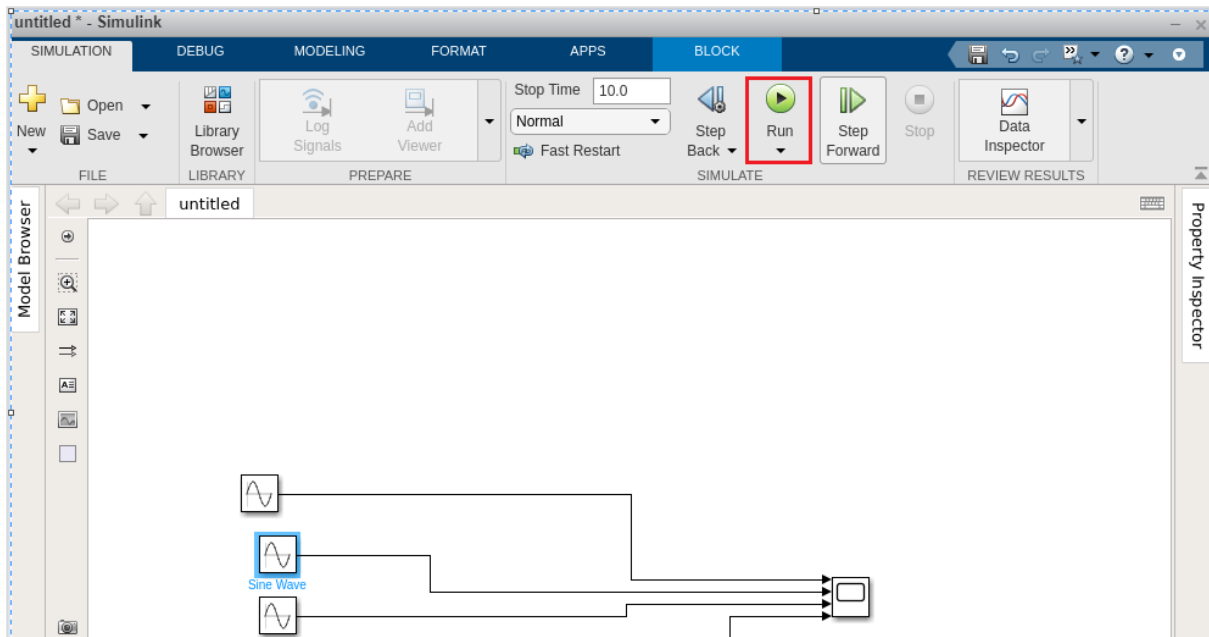 untitled * - Simulink
SIMULATION
DEBUG
MODELING
FORMAT
APPS
BLOCK
?
New
Open
Save
FILE
Library
Browser
LIBRARY
Log
Signals
Add
Viewer
PREPARE
Stop Time
10.0
Normal
Fast Restart
Step
Back
Run
Step
Forward
Stop
SIMULATE
Data
Inspector
REVIEW RESULTS
Model Browser
untitled
Property Inspector
A
Sine Wave